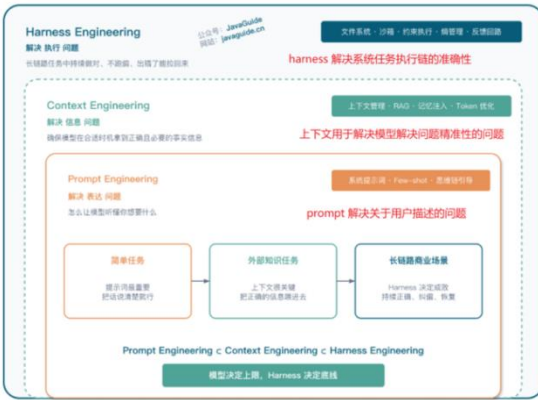 Harness Engineering
公众号：JavaGuide
网站：javaguide.cn
文件系统 · 沙箱 · 约束执行 · 熵管理 · 反馈回路
解决 执行 问题
长链路任务中持续做对、不跑偏、出错了能拉回来
harness 解决系统任务执行链的准确性
Context Engineering
上下文管理 · RAG · 记忆注入 · Token 优化
解决 信息 问题
确保模型在合适时机拿到正确且必要的事实信息
上下文用于解决模型解决问题精准性的问题
Prompt Engineering
系统提示词 · Few-shot · 思维链引导
解决 表达 问题
怎么让模型听懂你想要什么
prompt 解决关于用户描述的问题
简单任务
提示词最重要
把话说清楚就行
外部知识任务
上下文很关键
把正确的信息喂进去
长链路商业场景
Harness 决定成败
持续正确、纠偏、恢复
Prompt Engineering ⊂ Context Engineering ⊂ Harness Engineering
模型决定上限，Harness 决定底线